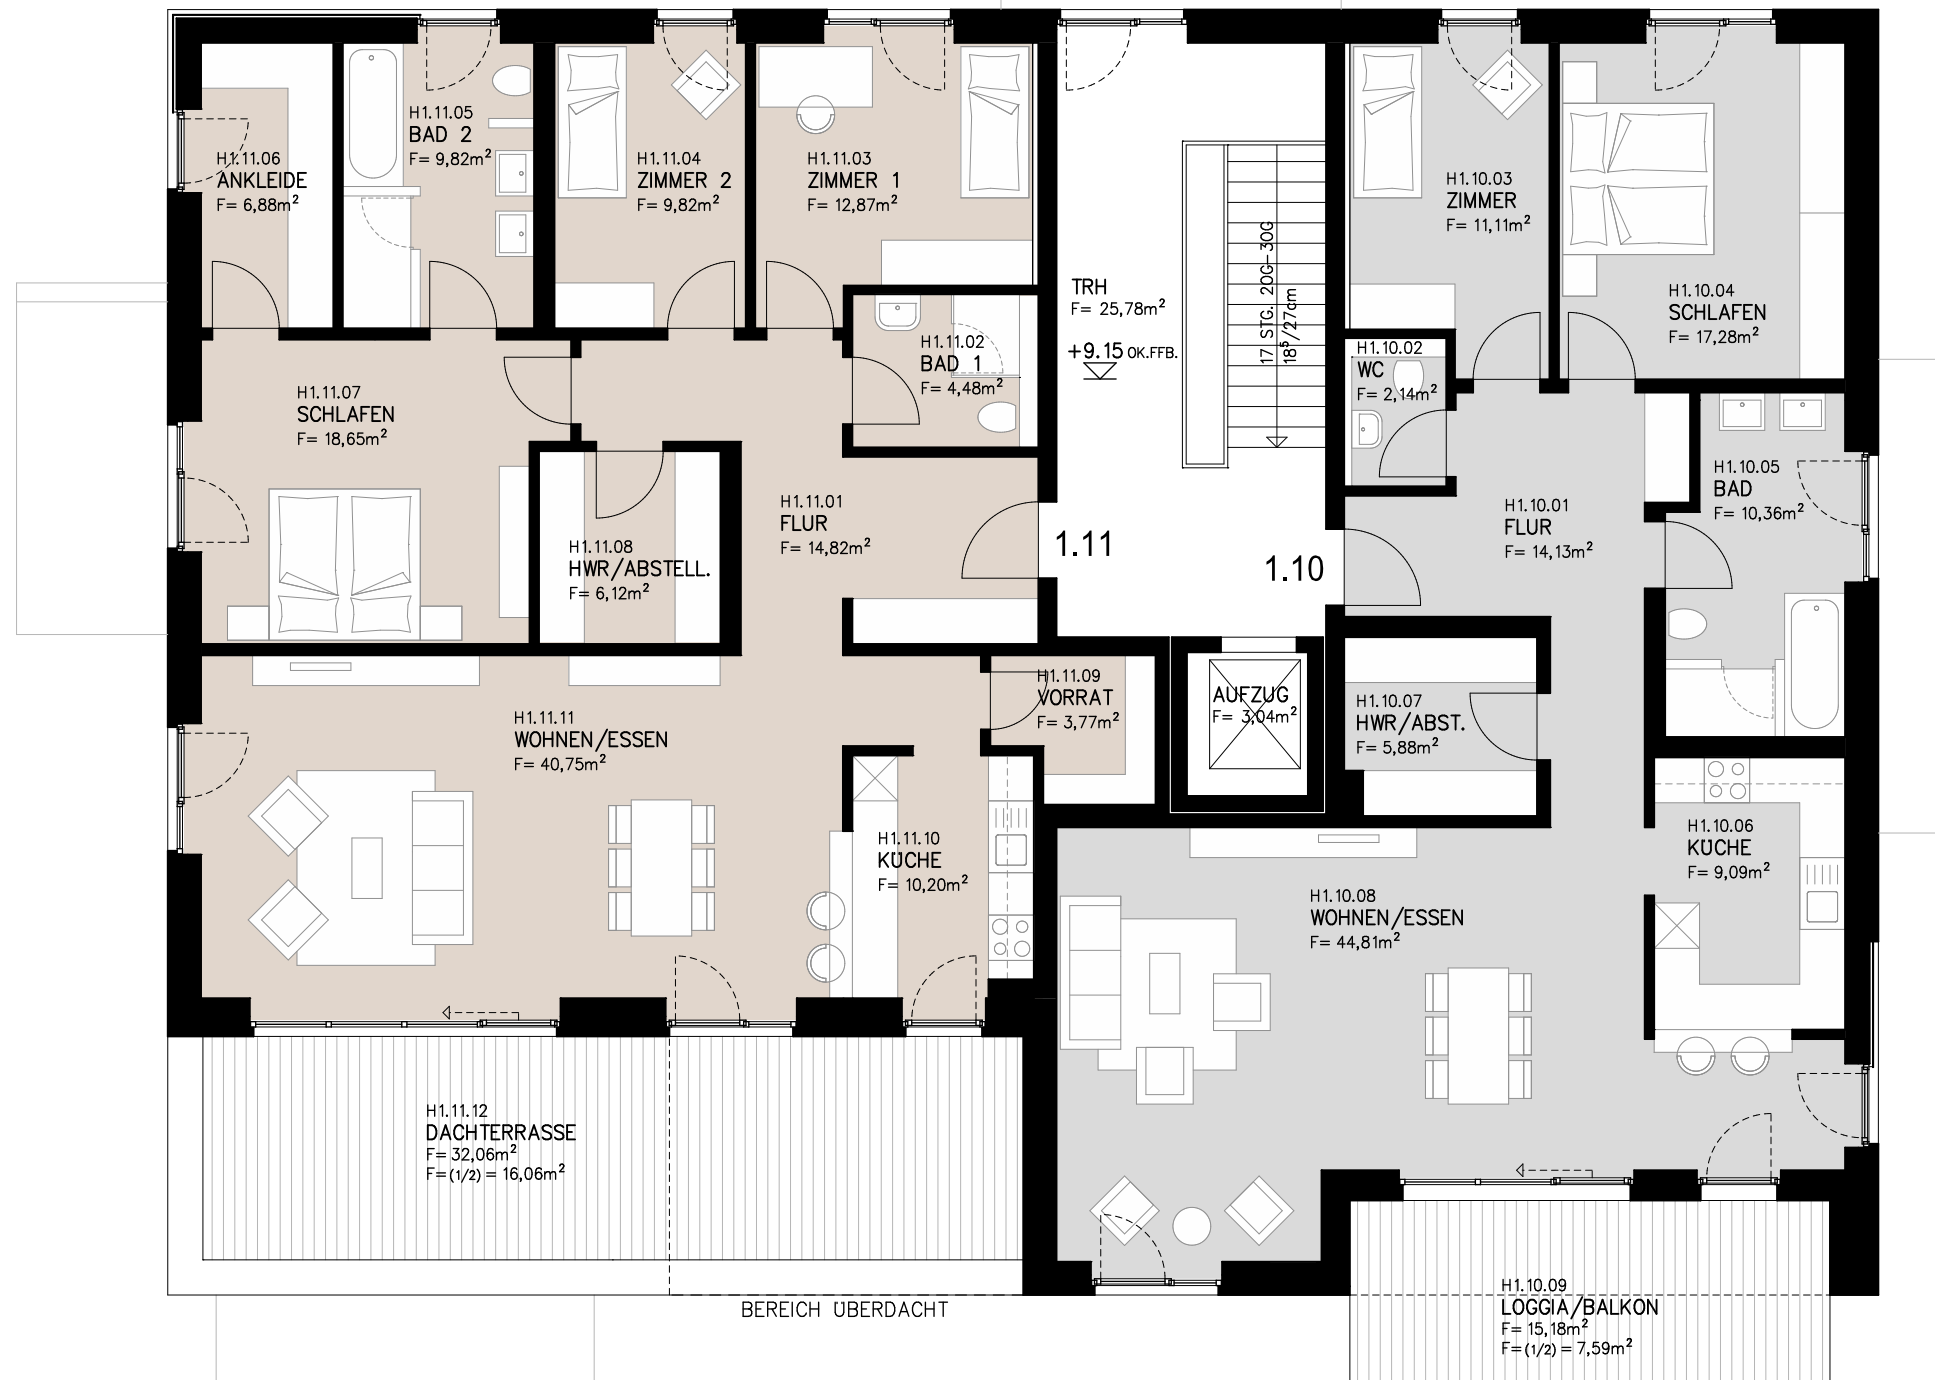 H1.11.05
BAD 2
F= 9,82m²
H1.11.06
ANKLEIDE
F= 6,88m²
H1.11.04
ZIMMER 2
F= 9,82m²
H1.11.03
ZIMMER 1
F= 12,87m²
H1.10.03
ZIMMER
F= 11,11m²
H1.10.04
SCHLAFEN
F= 17,28m²
TRH
F= 25,78m²
+9.15 OK.FFB.
17 STG. 2OG-3OG
18⁵/27cm
H1.11.02
BAD 1
F= 4,48m²
H1.10.02
WC
F= 2,14m²
H1.11.07
SCHLAFEN
F= 18,65m²
H1.11.01
FLUR
F= 14,82m²
H1.11.08
HWR/ABSTELL.
F= 6,12m²
1.11
1.10
H1.10.01
FLUR
F= 14,13m²
H1.10.05
BAD
F= 10,36m²
H1.11.09
VORRAT
F= 3,77m²
AUFZUG
F= 3,04m²
H1.10.07
HWR/ABST.
F= 5,88m²
H1.11.11
WOHNEN/ESSEN
F= 40,75m²
H1.11.10
KÜCHE
F= 10,20m²
H1.10.06
KÜCHE
F= 9,09m²
H1.10.08
WOHNEN/ESSEN
F= 44,81m²
H1.11.12
DACHTERRASSE
F= 32,06m²
F=(1/2) = 16,06m²
BEREICH ÜBERDACHT
H1.10.09
LOGGIA/BALKON
F= 15,18m²
F=(1/2) = 7,59m²